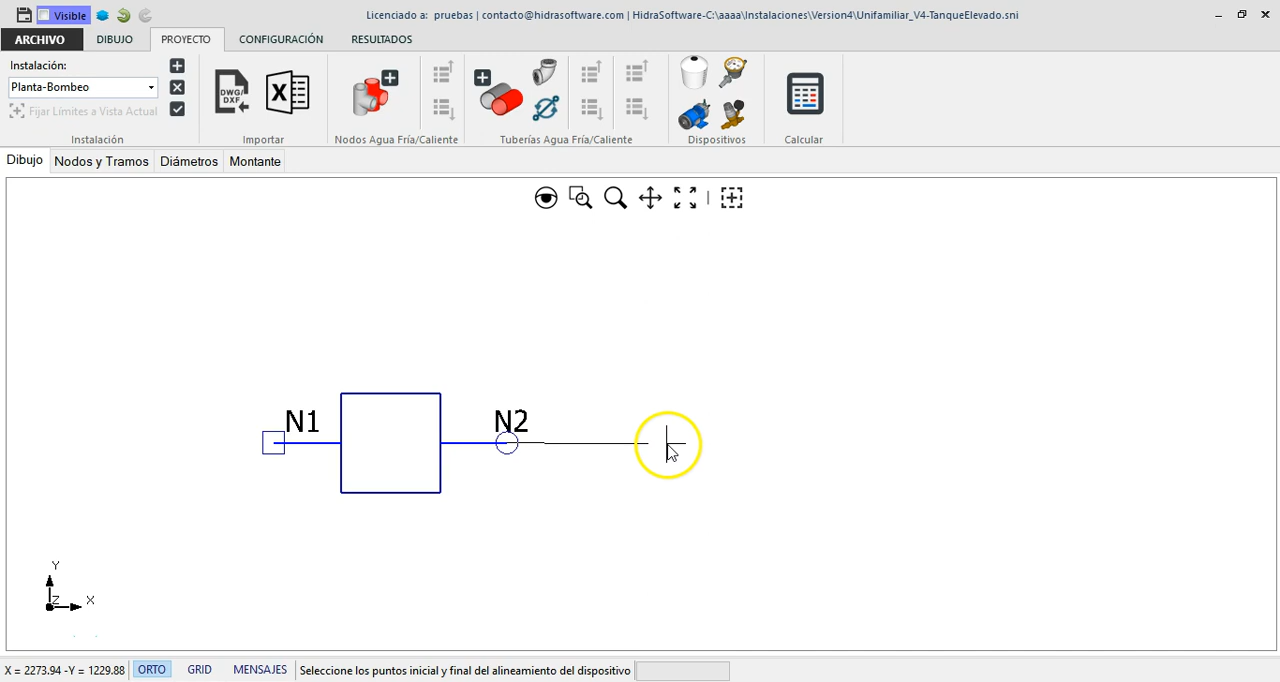 Visible
Licenciado a: pruebas | contacto@hidrasoftware.com | HidraSoftware-C:\aaaa\Instalaciones\Version4\Unifamiliar_V4-TanqueElevado.sni
ARCHIVO DIBUJO PROYECTO CONFIGURACIÓN RESULTADOS
Instalación:
Planta-Bombeo
Fijar Límites a Vista Actual
DWG/
DXF
Instalación Importar Nodos Agua Fría/Caliente Tuberías Agua Fría/Caliente Dispositivos Calcular
Dibujo Nodos y Tramos Diámetros Montante
N1 N2
Y
Z X
X = 2273.94 -Y = 1229.88 ORTO GRID MENSAJES Seleccione los puntos inicial y final del alineamiento del dispositivo